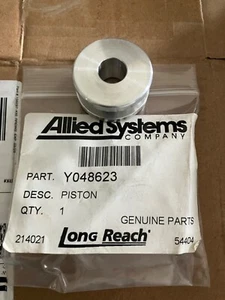 Allied Systems
COMPANY
PART. Y048623
DESC. PISTON
QTY. 1
GENUINE PARTS
214021 Long Reach® 54404